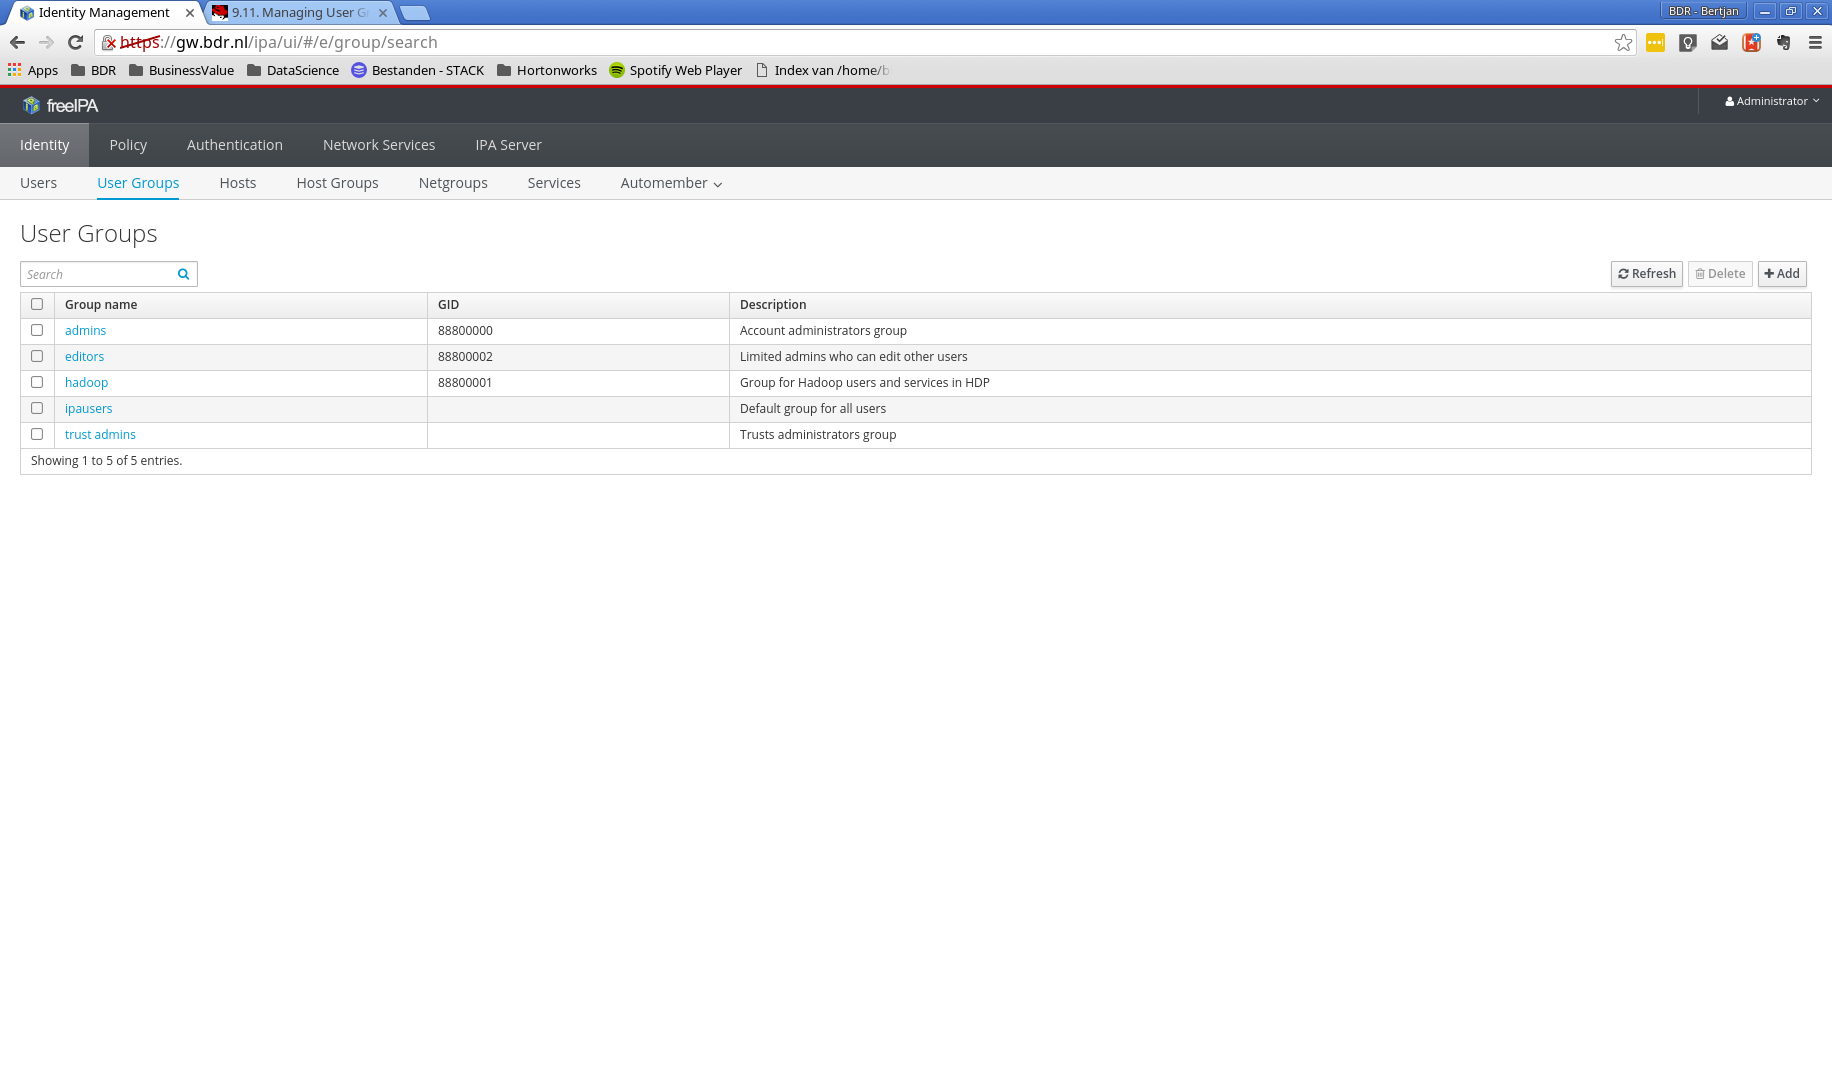 Identity Management 9.11. Managing User G BDR - Bertjan
https://gw.bdr.nl/ipa/ui/#/e/group/search
Apps BDR BusinessValue DataScience Bestanden - STACK Hortonworks Spotify Web Player Index van /home/b
freeIPA Administrator
Identity Policy Authentication Network Services IPA Server
Users User Groups Hosts Host Groups Netgroups Services Automember
User Groups
Search Refresh Delete Add
Group name GID Description
admins 88800000 Account administrators group
editors 88800002 Limited admins who can edit other users
hadoop 88800001 Group for Hadoop users and services in HDP
ipausers Default group for all users
trust admins Trusts administrators group
Showing 1 to 5 of 5 entries.